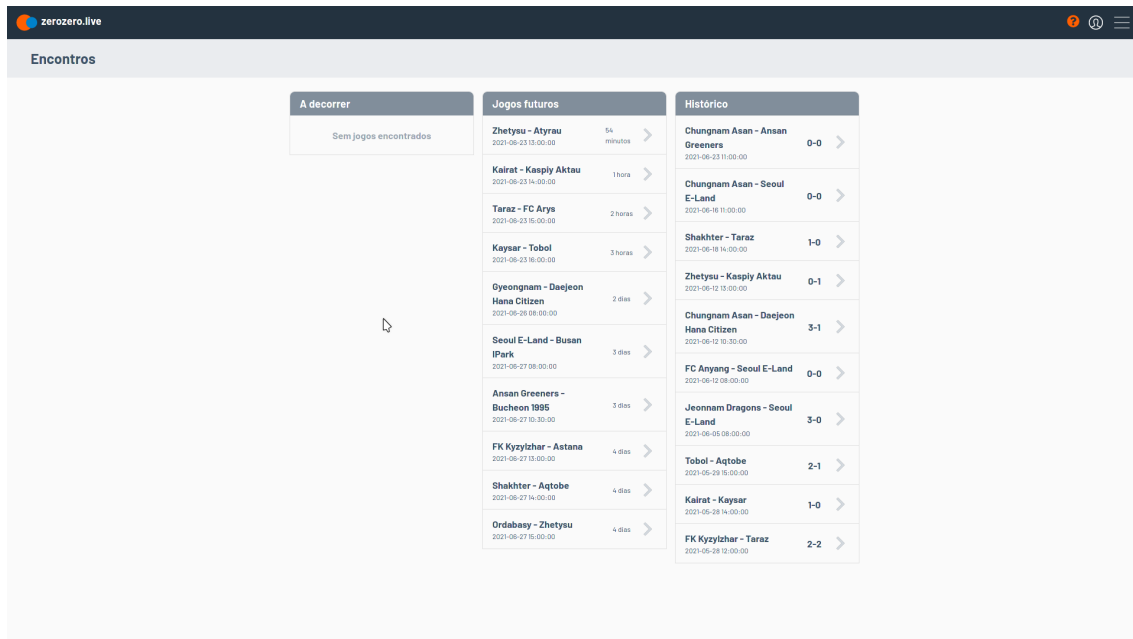 zerozero.live
?
Encontros
A decorrer
Sem jogos encontrados
Jogos futuros
Zhetysu - Atyrau
2021-06-23 13:00:00
54
minutos
Kairat - Kaspiy Aktau
2021-06-23 14:00:00
1 hora
Taraz - FC Arys
2021-06-23 15:00:00
2 horas
Kaysar - Tobol
2021-06-23 16:00:00
3 horas
Gyeongnam - Daejeon
Hana Citizen
2021-06-26 08:00:00
2 dias
Seoul E-Land - Busan
IPark
2021-06-27 08:00:00
3 dias
Ansan Greeners -
Bucheon 1995
2021-06-27 10:30:00
3 dias
FK Kyzylzhar - Astana
2021-06-27 13:00:00
4 dias
Shakhter - Aqtobe
2021-06-27 14:00:00
4 dias
Ordabasy - Zhetysu
2021-06-27 15:00:00
4 dias
Histórico
Chungnam Asan - Ansan
Greeners
2021-06-23 11:00:00
0-0
Chungnam Asan - Seoul
E-Land
2021-06-16 11:00:00
0-0
Shakhter - Taraz
2021-06-18 14:00:00
1-0
Zhetysu - Kaspiy Aktau
2021-06-12 13:00:00
0-1
Chungnam Asan - Daejeon
Hana Citizen
2021-06-12 10:30:00
3-1
FC Anyang - Seoul E-Land
2021-06-12 08:00:00
0-0
Jeonnam Dragons - Seoul
E-Land
2021-06-05 08:00:00
3-0
Tobol - Aqtobe
2021-05-29 15:00:00
2-1
Kairat - Kaysar
2021-05-28 14:00:00
1-0
FK Kyzylzhar - Taraz
2021-05-28 12:00:00
2-2